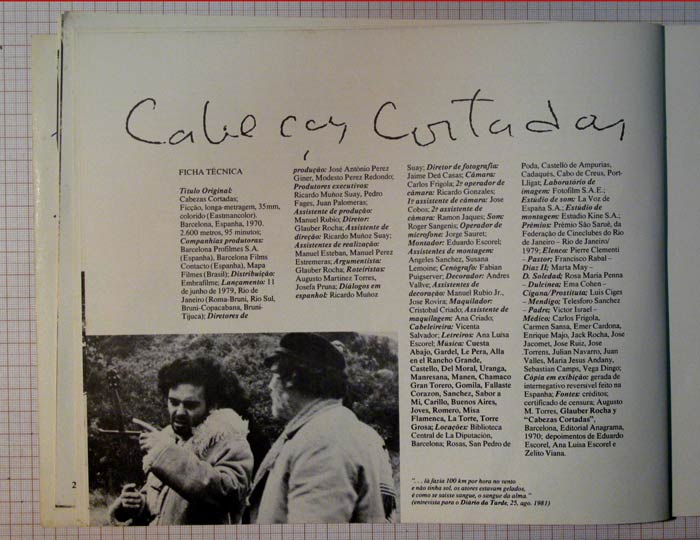 Cabeças Cortadas
FICHA TÉCNICA
Título Original:
Cabezas Cortadas;
Ficção, longa-metragem, 35mm,
colorido (Eastmancolor).
Barcelona, Espanha, 1970.
2.600 metros, 95 minutos;
Companhias produtoras:
Barcelona Profilmes S.A.
(Espanha), Barcelona Films
Contacto (Espanha), Mapa
Filmes (Brasil); Distribuição:
Embrafilme; Lançamento: 11
de junho de 1979, Rio de
Janeiro (Roma-Bruni, Rio Sul,
Bruni-Copacabana, Bruni-
Tijuca); Diretores de
produção: José Antônio Perez
Giner, Modesto Perez Redondo;
Produtores executivos:
Ricardo Muñoz Suay, Pedro
Fages, Juan Palomeras;
Assistente de produção:
Manuel Rubio; Diretor:
Glauber Rocha; Assistente de
direção: Ricardo Muñoz Suay;
Assistentes de realização:
Manuel Esteban, Manuel Perez
Estremeras; Argumentista:
Glauber Rocha; Roteiristas:
Augusto Martinez Torres,
Josefa Pruna; Diálogos em
espanhol: Ricardo Muñoz
Suay; Diretor de fotografia:
Jaime Deú Casas; Câmara:
Carlos Frigola; 2º operador de
câmara: Ricardo Gonzales;
1º assistente de câmara: Jose
Cobos; 2º assistente de
câmara: Ramon Jaques; Som:
Roger Sangenis; Operador de
microfone: Jorge Sauret;
Montador: Eduardo Escorel;
Assistentes de montagem:
Angeles Sanchez, Susana
Lemoine; Cenógrafo: Fabian
Puigserver; Decorador: Andres
Vallve; Assistentes de
decoração: Manuel Rubio Jr.,
Jose Rovira; Maquilador:
Cristobal Criado; Assistente de
maquilagem: Ana Criado;
Cabeleireira: Vicenta
Salvador; Letreiros: Ana Luísa
Escorel; Música: Cuesta
Abajo, Gardel, Le Pera, Alla
en el Rancho Grande,
Castello, Del Moral, Uranga,
Manresana, Manen, Chamaco
Gran Torero, Gomila, Fallaste
Corazon, Sanchez, Sabor a
Mi, Carillo, Buenos Aires,
Joves, Romero, Misa
Flamenca, La Torte, Torre
Grosa; Locações: Biblioteca
Central de La Diputación,
Barcelona; Rosas, San Pedro de
Poda, Castelló de Ampurias,
Cadaqués, Cabo de Creus, Port-
Lligat; Laboratório de
imagem: Fotofilm S.A.E.;
Estúdio de som: La Voz de
España S.A.; Estúdio de
montagem: Estudio Kine S.A.;
Prêmios: Prêmio São Saruê, da
Federação de Cineclubes do Rio
de Janeiro – Rio de Janeiro/
1979; Elenco: Pierre Clementi
– Pastor; Francisco Rabal –
Diaz II; Marta May –
D. Soledad; Rosa Maria Penna
– Dulcinea; Ema Cohen –
Cigana/Prostituta; Luis Ciges
– Mendigo; Telesforo Sanchez
– Padre; Victor Israel –
Médico; Carlos Frigola,
Carmen Sansa, Emer Cardona,
Enrique Majo, Jack Rocha, Jose
Jacomet, Jose Ruiz, Jose
Torrens, Julian Navarro, Juan
Valles, Maria Jesus Andany,
Sebastian Camps, Vega Dingo;
Cópia em exibição: gerada de
internegativo reversível feito na
Espanha; Fontes: créditos;
certificado de censura; Augusto
M. Torres, Glauber Rocha y
“Cabezas Cortadas”,
Barcelona, Editorial Anagrama,
1970; depoimentos de Eduardo
Escorel, Ana Luísa Escorel e
Zelito Viana.
“. . . lá fazia 100 km por hora no vento
e não tinha sol, os atores estavam gelados,
é como se saísse sangue, o sangue da alma.”
(entrevista para o Diário da Tarde, 25, ago. 1981)
2